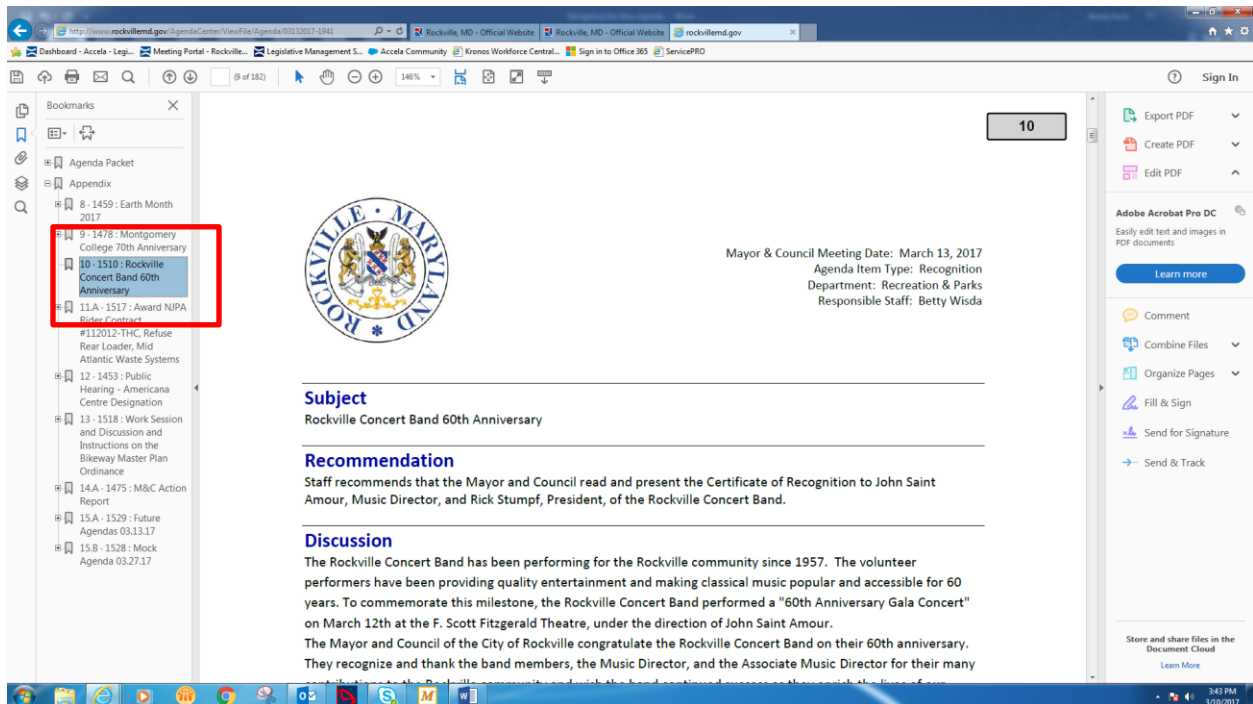 http://www.rockvillemd.gov/AgendaCenter/ViewFile/Agenda/03132017-1941
Rockville, MD - Official Website
Rockville, MD - Official Website
rockvillemd.gov
Dashboard - Accela - Legi...
Meeting Portal - Rockville...
Legislative Management S...
Accela Community
Kronos Workforce Central...
Sign in to Office 365
ServicePRO
(9 of 182)
146%
Sign In
Bookmarks
Agenda Packet
Appendix
8 - 1459 : Earth Month
2017
9 - 1478 : Montgomery
College 70th Anniversary
10 - 1510 : Rockville
Concert Band 60th
Anniversary
11.A - 1517 : Award NJPA
Rider Contract
#112012-THC, Refuse
Rear Loader, Mid
Atlantic Waste Systems
12 - 1453 : Public
Hearing - Americana
Centre Designation
13 - 1518 : Work Session
and Discussion and
Instructions on the
Bikeway Master Plan
Ordinance
14.A - 1475 : M&C Action
Report
15.A - 1529 : Future
Agendas 03.13.17
15.B - 1528 : Mock
Agenda 03.27.17
10
ROCKVILLE * MARYLAND
Mayor & Council Meeting Date: March 13, 2017
Agenda Item Type: Recognition
Department: Recreation & Parks
Responsible Staff: Betty Wisda
Subject
Rockville Concert Band 60th Anniversary
Recommendation
Staff recommends that the Mayor and Council read and present the Certificate of Recognition to John Saint
Amour, Music Director, and Rick Stumpf, President, of the Rockville Concert Band.
Discussion
The Rockville Concert Band has been performing for the Rockville community since 1957. The volunteer
performers have been providing quality entertainment and making classical music popular and accessible for 60
years. To commemorate this milestone, the Rockville Concert Band performed a "60th Anniversary Gala Concert"
on March 12th at the F. Scott Fitzgerald Theatre, under the direction of John Saint Amour.
The Mayor and Council of the City of Rockville congratulate the Rockville Concert Band on their 60th anniversary.
They recognize and thank the band members, the Music Director, and the Associate Music Director for their many
Export PDF
Create PDF
Edit PDF
Adobe Acrobat Pro DC
Easily edit text and images in
PDF documents
Learn more
Comment
Combine Files
Organize Pages
Fill & Sign
Send for Signature
Send & Track
Store and share files in the
Document Cloud
Learn More
3:43 PM
3/10/2017